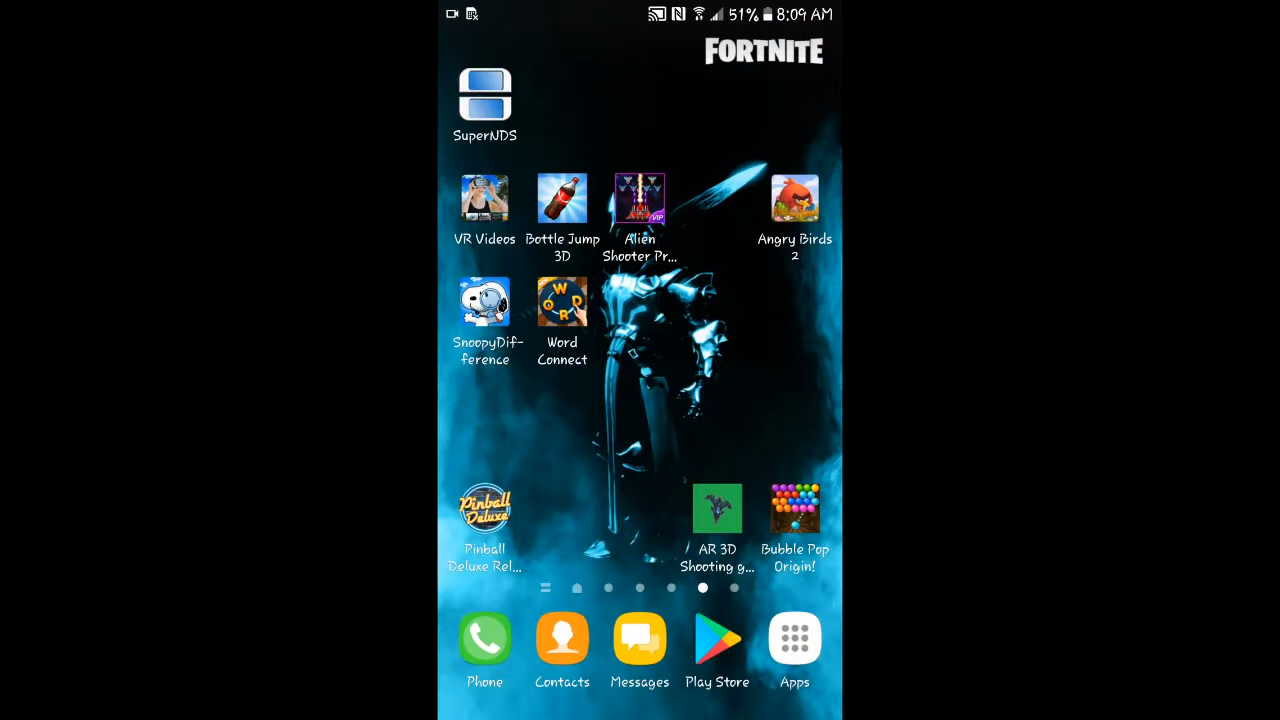 51% 8:09 AM
FORTNITE
SuperNDS
VR Videos
Bottle Jump
3D
Alien
Shooter Pr...
VIP
Angry Birds
2
SnoopyDif-
ference
W
O R D
Word
Connect
Pinball
Deluxe
Pinball
Deluxe Rel...
AR 3D
Shooting g...
Bubble Pop
Origin!
Phone
Contacts
Messages
Play Store
Apps